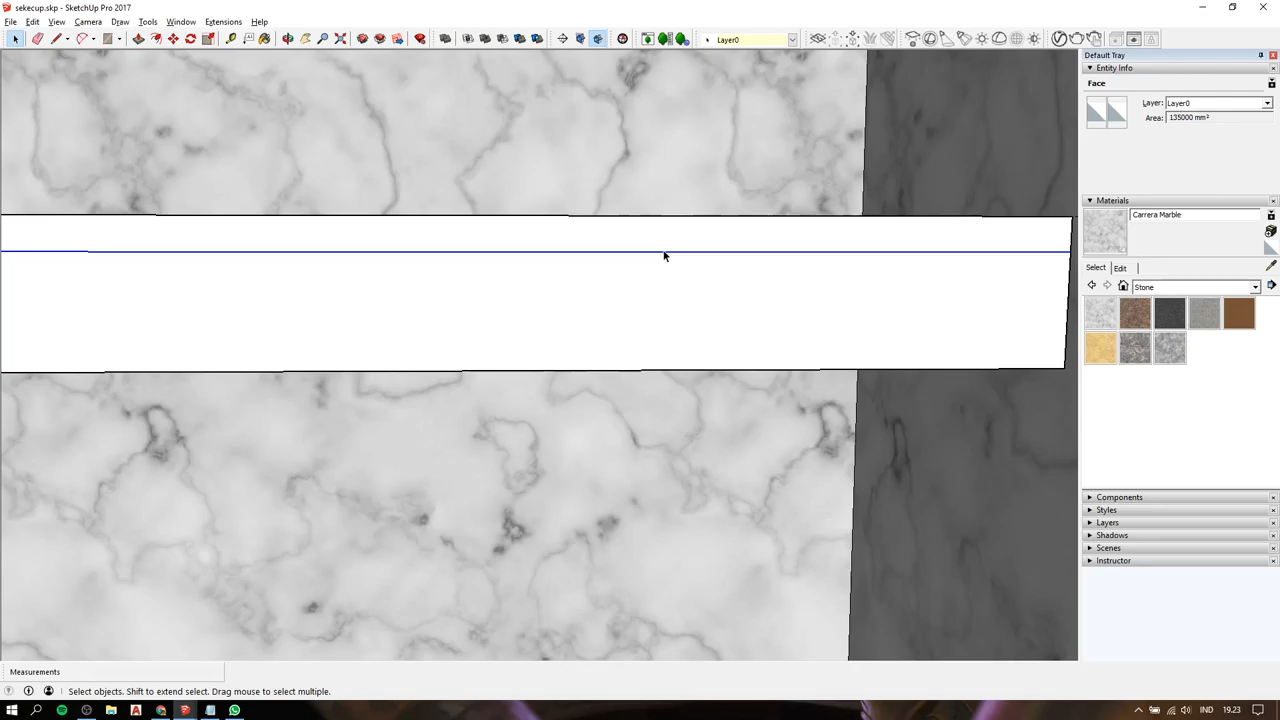 sekecup.skp - SketchUp Pro 2017
File Edit View Camera Draw Tools Window Extensions Help
Layer0
Default Tray
Entity Info
Face
Layer: Layer0
Area: 135000 mm²
Materials
Carrera Marble
Select Edit
Stone
Components
Styles
Layers
Shadows
Scenes
Instructor
Measurements
Select objects. Shift to extend select. Drag mouse to select multiple.
IND 19.23